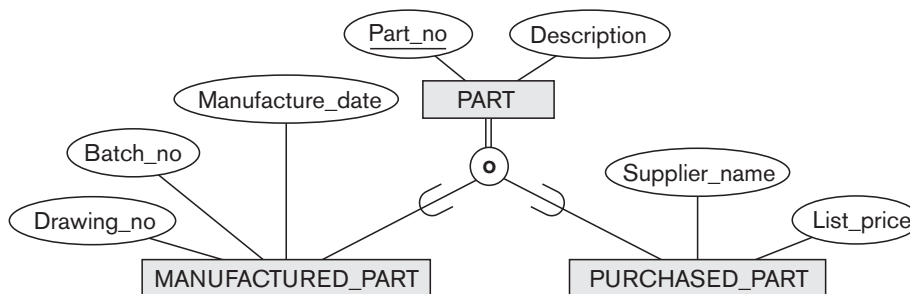 Part_no
Description
PART
Manufacture_date
Batch_no
Drawing_no
o
Supplier_name
List_price
MANUFACTURED_PART
PURCHASED_PART